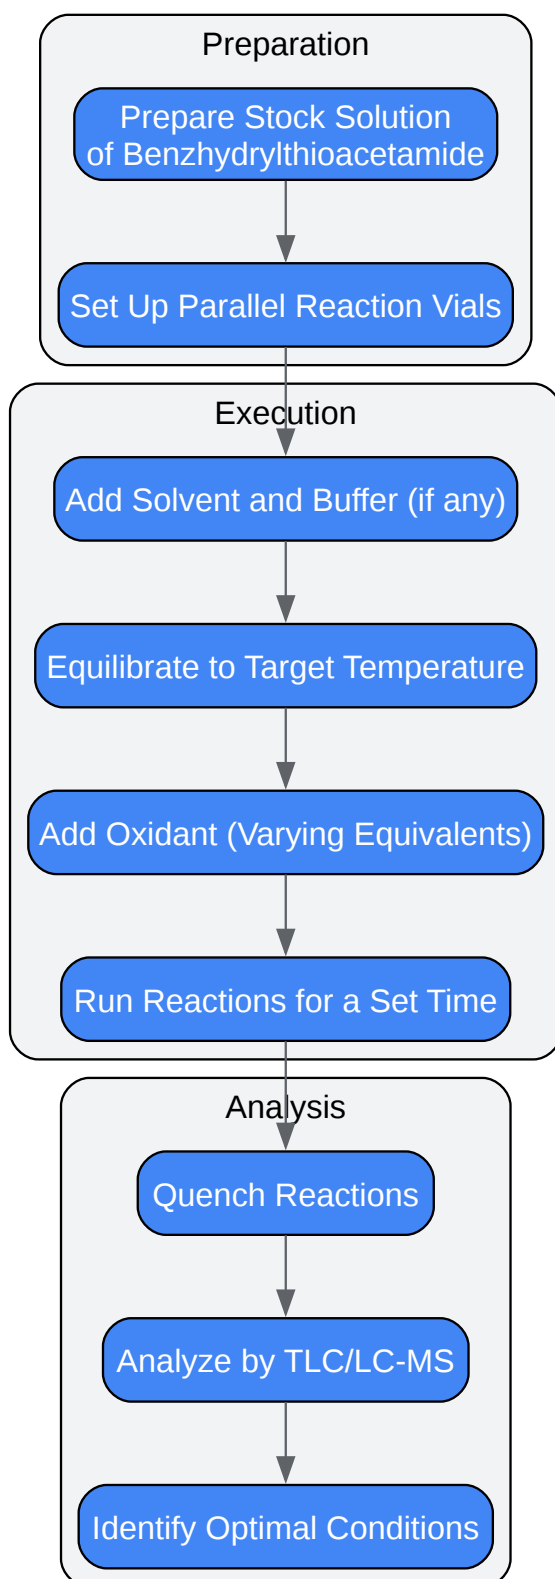 Preparation
Prepare Stock Solution
of Benzhydrylthioacetamide
Set Up Parallel Reaction Vials
Execution
Add Solvent and Buffer (if any)
Equilibrate to Target Temperature
Add Oxidant (Varying Equivalents)
Run Reactions for a Set Time
Analysis
Quench Reactions
Analyze by TLC/LC-MS
Identify Optimal Conditions